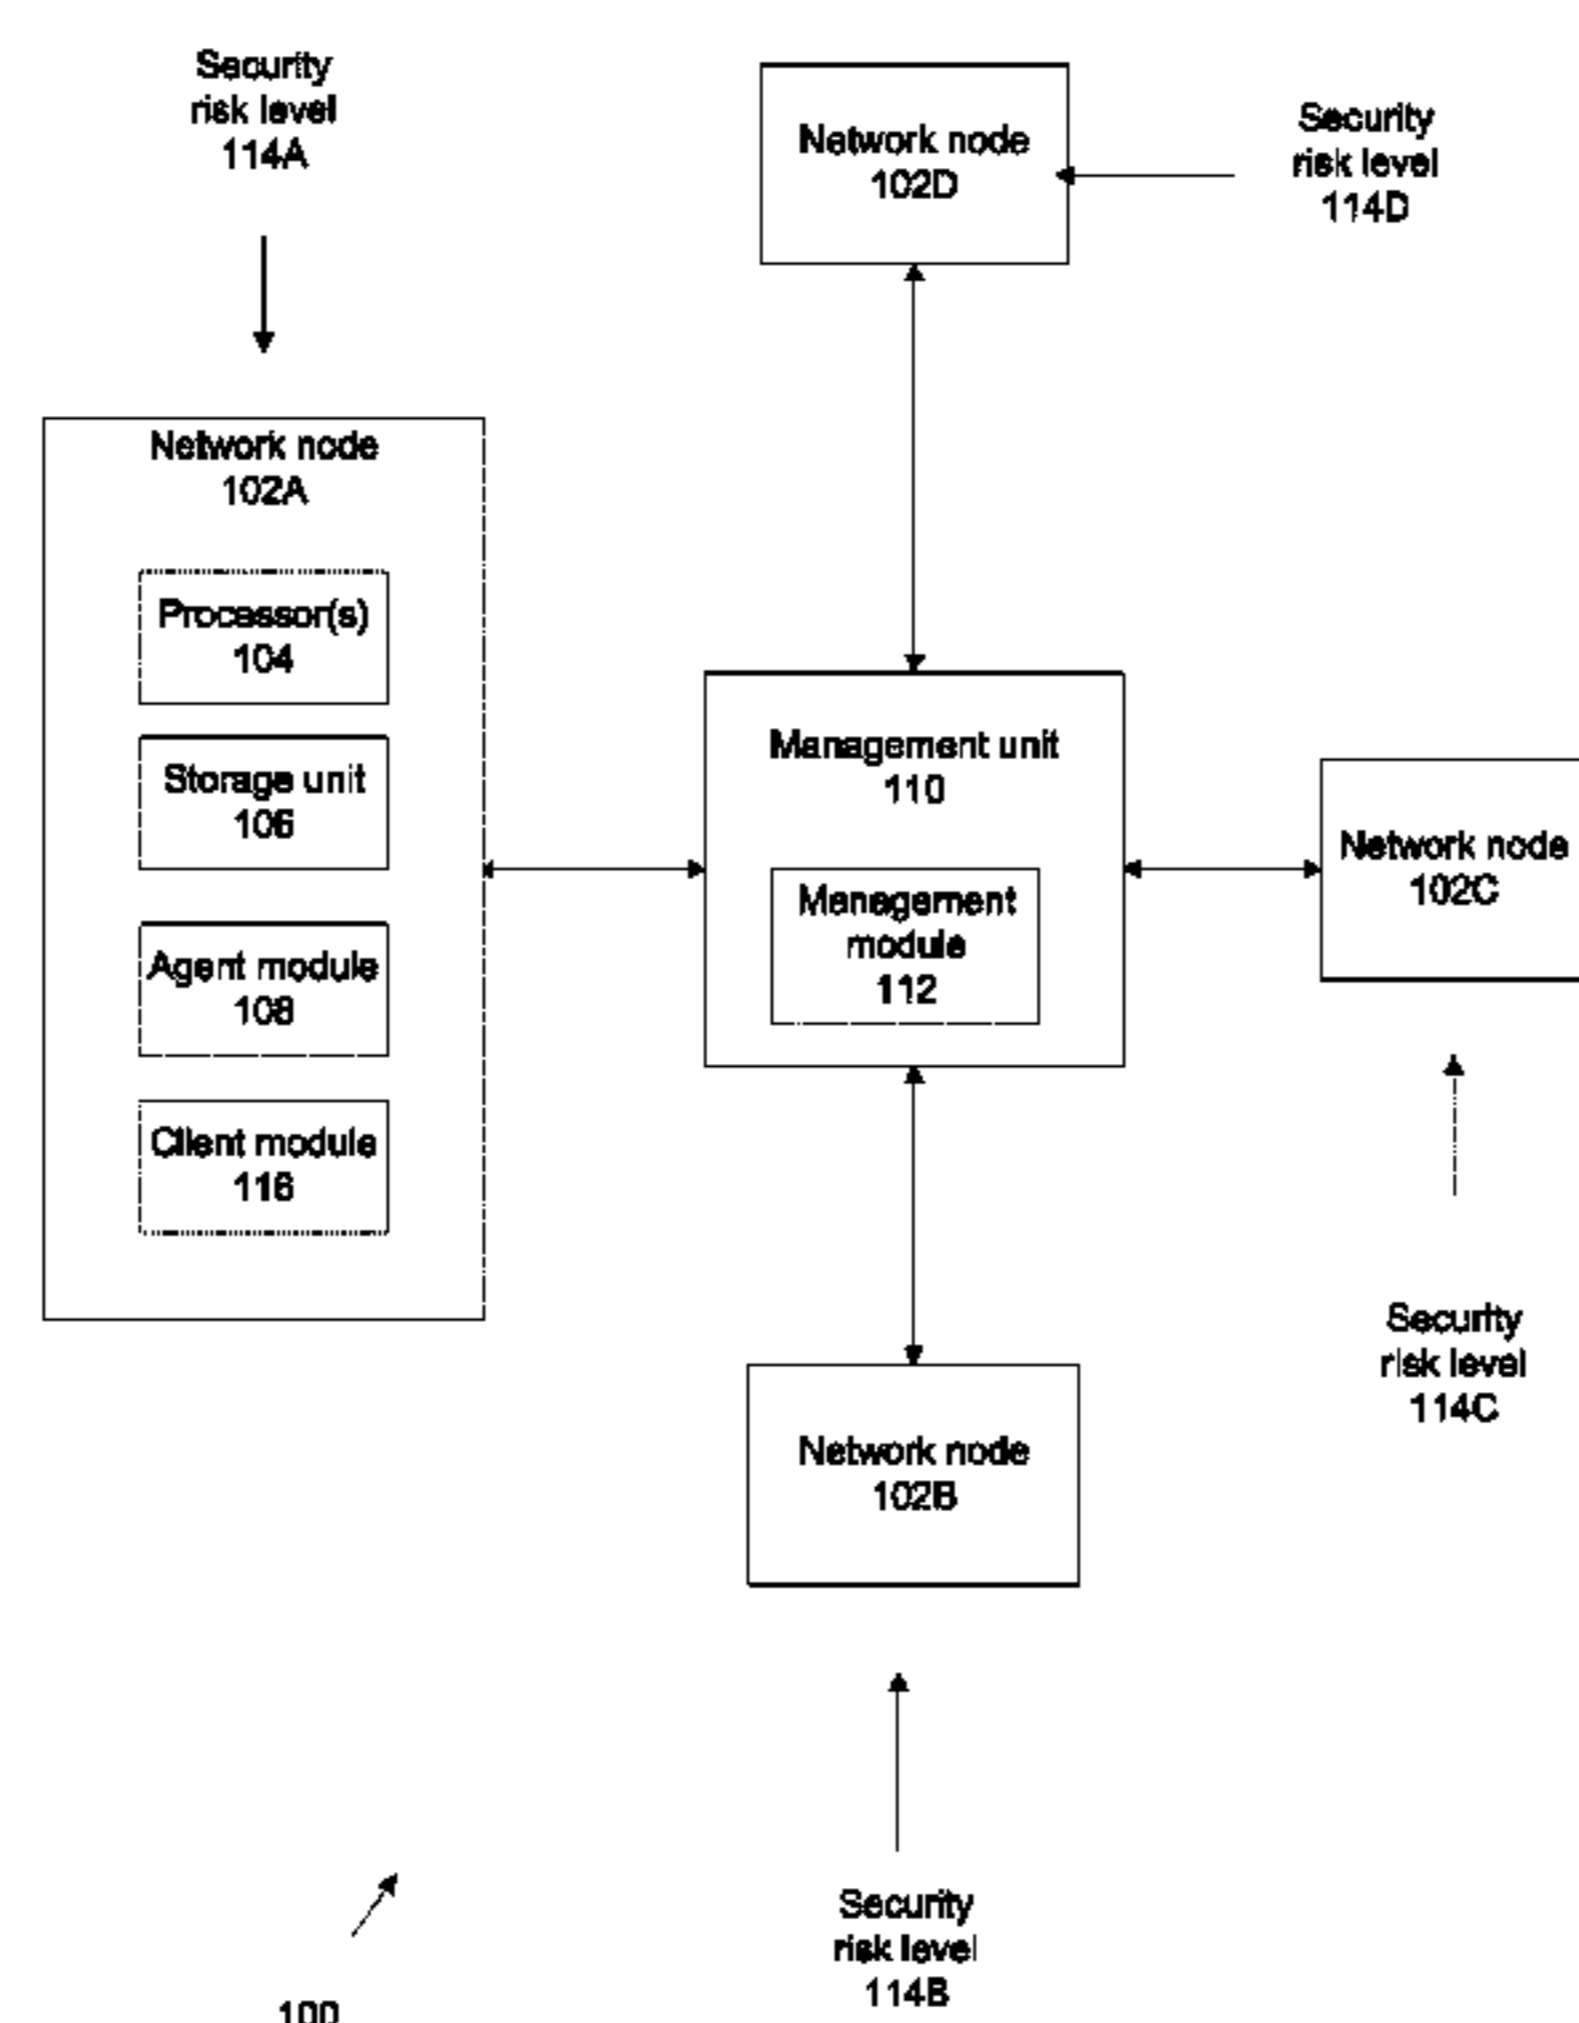 Security
risk level
114A
Network node
102D
Security
risk level
114D
Network node
102A
Processor(s)
104
Storage unit
106
Agent module
108
Client module
116
Management unit
110
Management
module
112
Network node
102C
Security
risk level
114C
Network node
102B
Security
risk level
114B
100